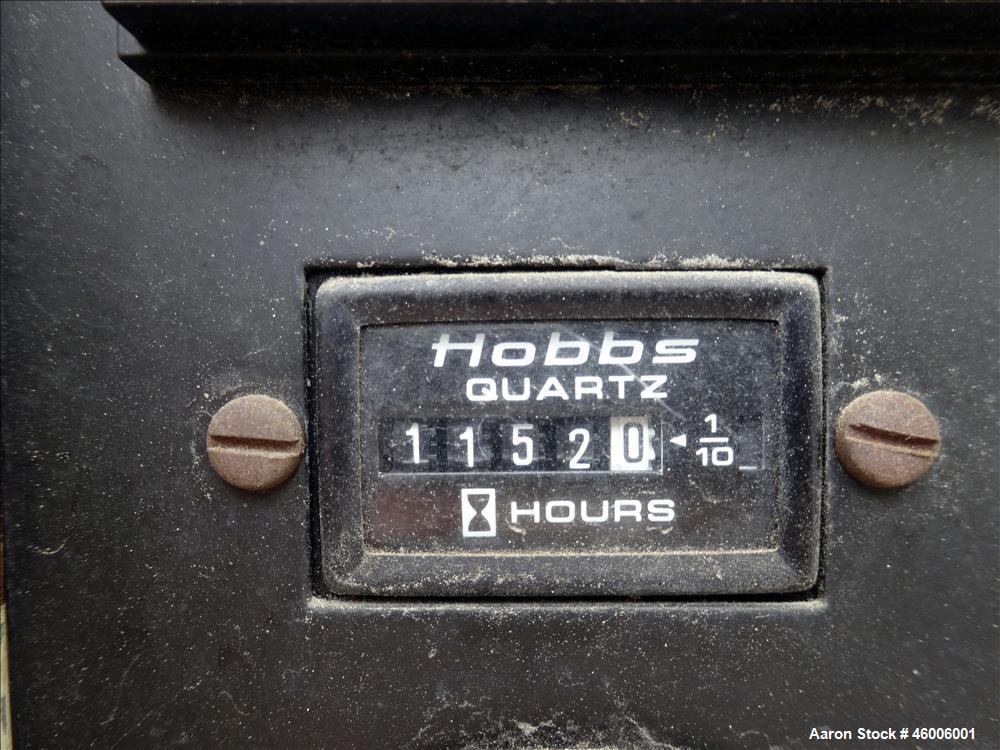 Hobbs
QUARTZ
11520 1/10
HOURS
Aaron Stock # 46006001